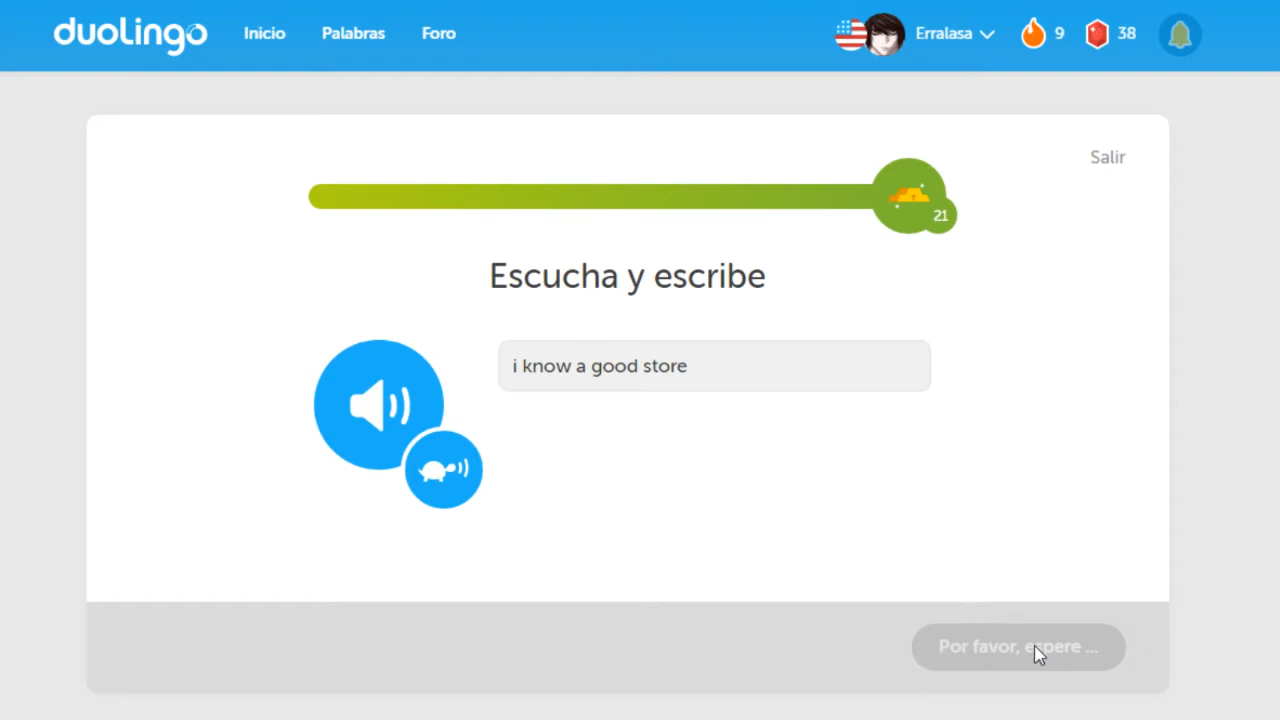 duolingo Inicio Palabras Foro Erralasa 9 38
Salir
21
Escucha y escribe
i know a good store
Por favor, espere ...